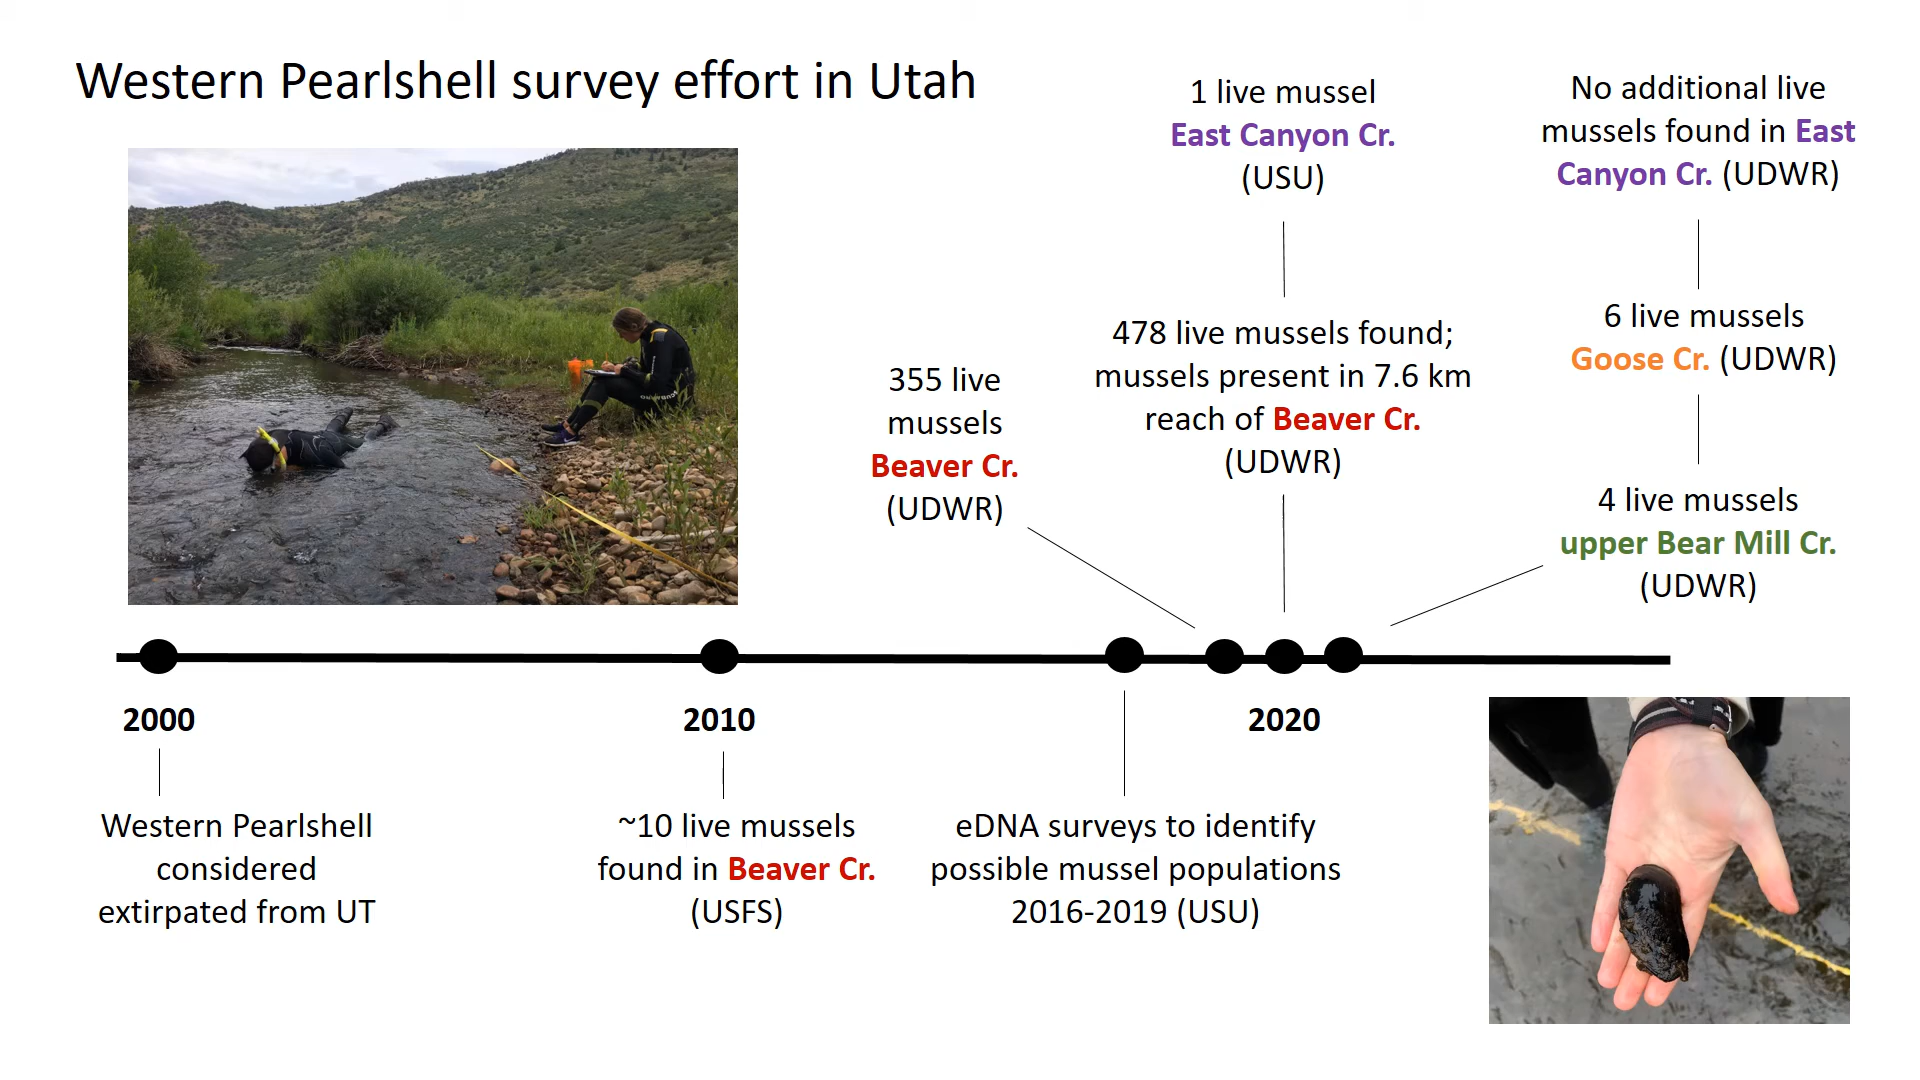 Western Pearlshell survey effort in Utah
1 live mussel
East Canyon Cr.
(USU)
No additional live
mussels found in East
Canyon Cr. (UDWR)
478 live mussels found;
mussels present in 7.6 km
reach of Beaver Cr.
(UDWR)
6 live mussels
Goose Cr. (UDWR)
355 live
mussels
Beaver Cr.
(UDWR)
4 live mussels
upper Bear Mill Cr.
(UDWR)
2000
2010
2020
Western Pearlshell
considered
extirpated from UT
~10 live mussels
found in Beaver Cr.
(USFS)
eDNA surveys to identify
possible mussel populations
2016-2019 (USU)